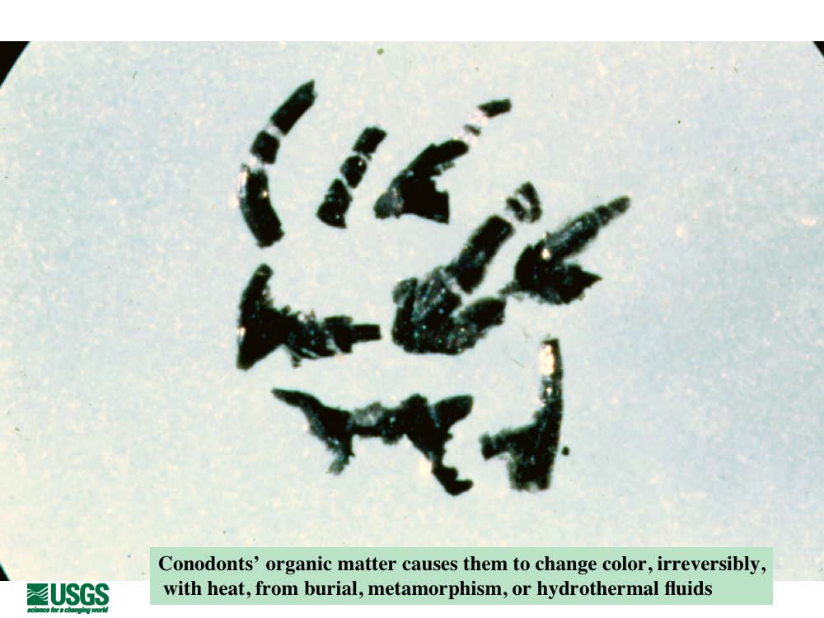 Conodonts’ organic matter causes them to change color, irreversibly,
with heat, from burial, metamorphism, or hydrothermal fluids
USGS
science for a changing world